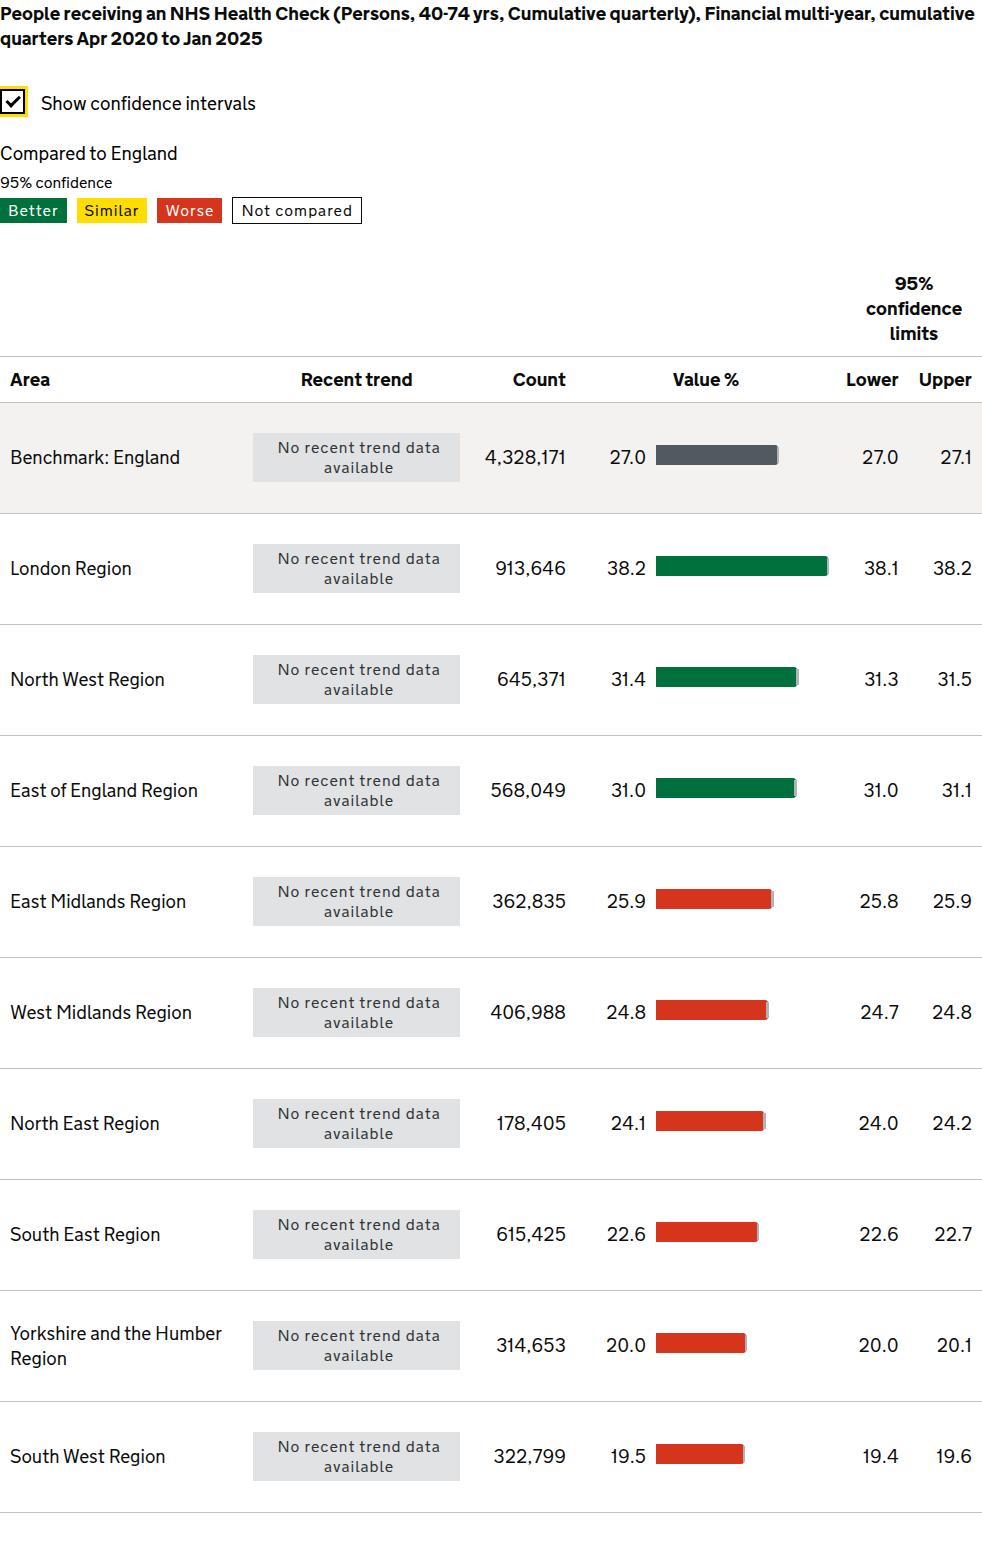 People receiving an NHS Health Check (Persons, 40-74 yrs, Cumulative quarterly), Financial multi-year, cumulative
quarters Apr 2020 to Jan 2025
Show confidence intervals
Compared to England
95% confidence
Better Similar Worse Not compared
95%
confidence
limits
Area Recent trend Count Value % Lower Upper
Benchmark: England No recent trend data available 4,328,171 27.0 27.0 27.1
London Region No recent trend data available 913,646 38.2 38.1 38.2
North West Region No recent trend data available 645,371 31.4 31.3 31.5
East of England Region No recent trend data available 568,049 31.0 31.0 31.1
East Midlands Region No recent trend data available 362,835 25.9 25.8 25.9
West Midlands Region No recent trend data available 406,988 24.8 24.7 24.8
North East Region No recent trend data available 178,405 24.1 24.0 24.2
South East Region No recent trend data available 615,425 22.6 22.6 22.7
Yorkshire and the Humber Region No recent trend data available 314,653 20.0 20.0 20.1
South West Region No recent trend data available 322,799 19.5 19.4 19.6